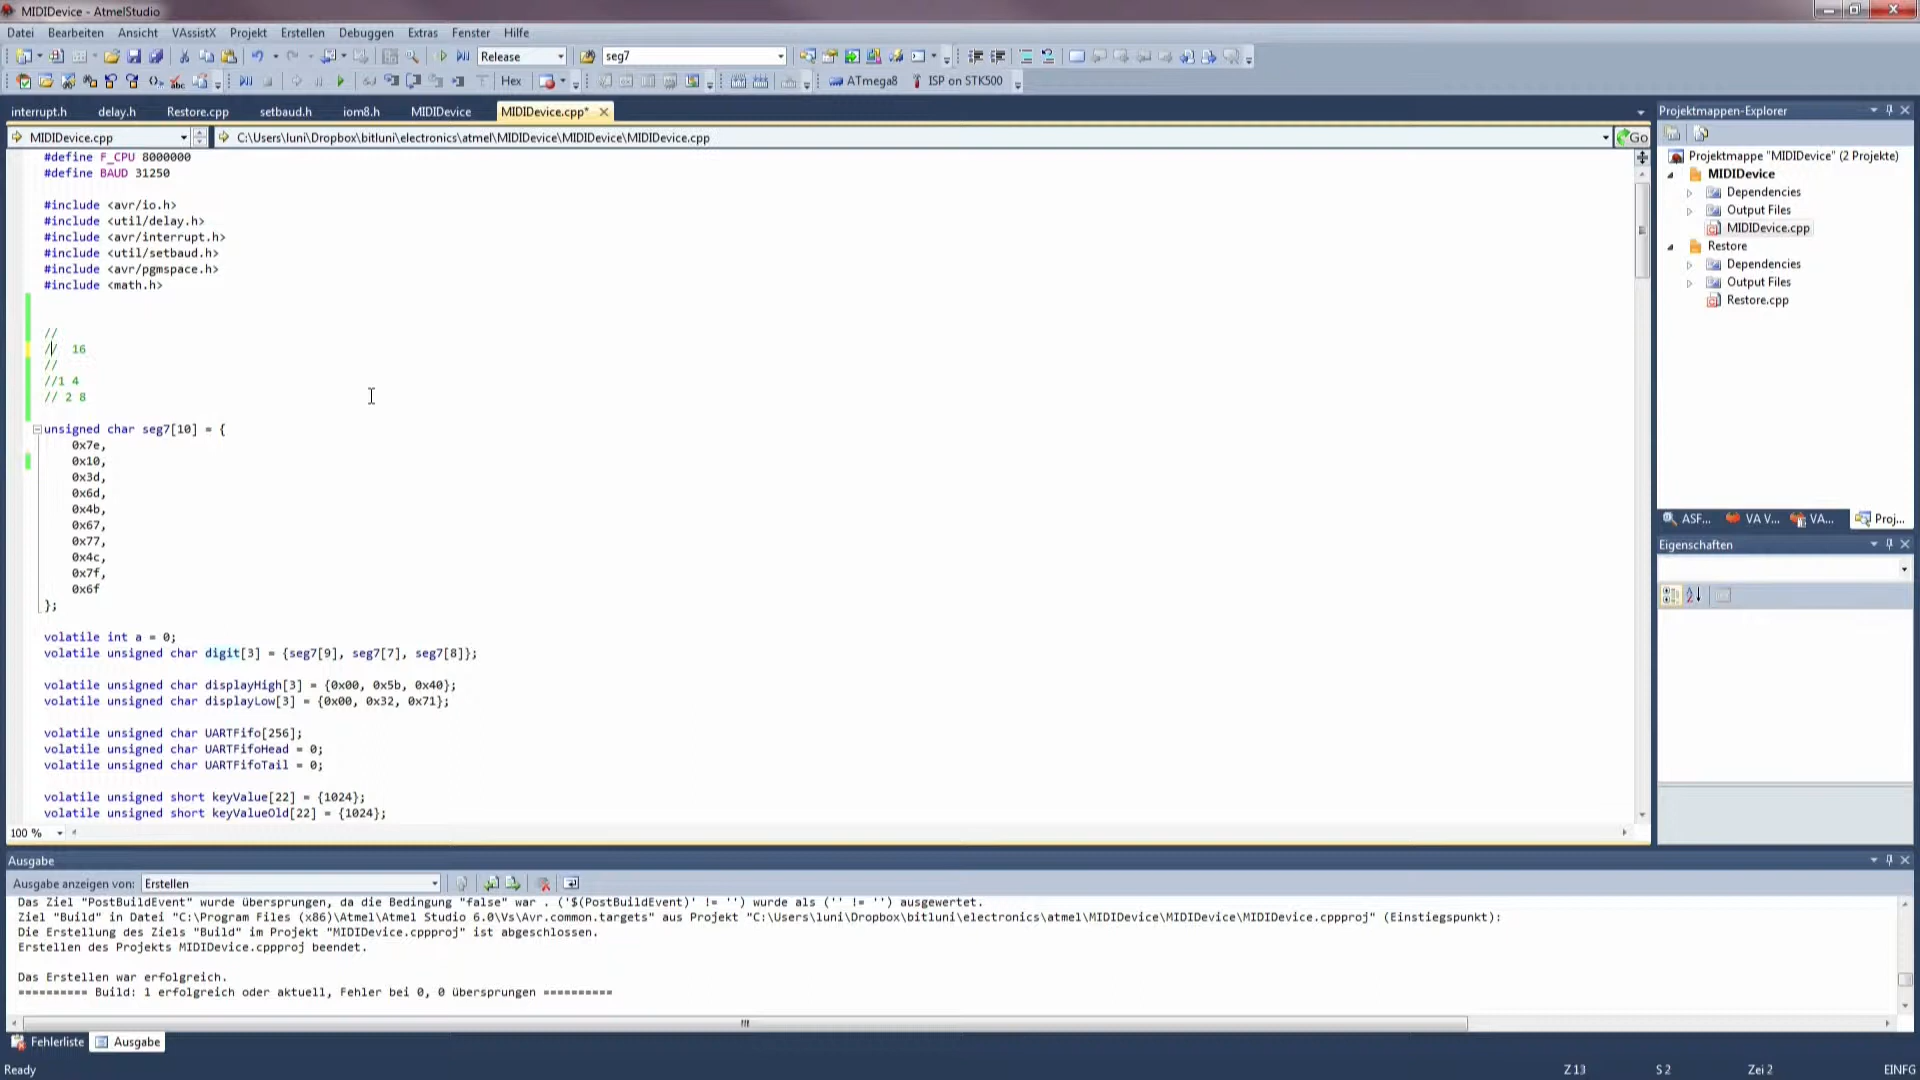 MIDIDevice - AtmelStudio
Datei Bearbeiten Ansicht VAssistX Projekt Erstellen Debuggen Extras Fenster Hilfe
Release seg7
Hex ATmega8 ISP on STK500
interrupt.h delay.h Restore.cpp setbaud.h iom8.h MIDIDevice MIDIDevice.cpp*
MIDIDevice.cpp C:\Users\luni\Dropbox\bitluni\electronics\atmel\MIDIDevice\MIDIDevice\MIDIDevice.cpp Go
#define F_CPU 8000000
#define BAUD 31250
#include <avr/io.h>
#include <util/delay.h>
#include <avr/interrupt.h>
#include <util/setbaud.h>
#include <avr/pgmspace.h>
#include <math.h>
//
// 16
//
//1 4
// 2 8
unsigned char seg7[10] = {
0x7e,
0x10,
0x3d,
0x6d,
0x4b,
0x67,
0x77,
0x4c,
0x7f,
0x6f
};
volatile int a = 0;
volatile unsigned char digit[3] = {seg7[9], seg7[7], seg7[8]};
volatile unsigned char displayHigh[3] = {0x00, 0x5b, 0x40};
volatile unsigned char displayLow[3] = {0x00, 0x32, 0x71};
volatile unsigned char UARTFifo[256];
volatile unsigned char UARTFifoHead = 0;
volatile unsigned char UARTFifoTail = 0;
volatile unsigned short keyValue[22] = {1024};
volatile unsigned short keyValueOld[22] = {1024};
100 %
Projektmappen-Explorer
Projektmappe "MIDIDevice" (2 Projekte)
MIDIDevice
Dependencies
Output Files
MIDIDevice.cpp
Restore
Dependencies
Output Files
Restore.cpp
ASF... VA V... VA... Proj...
Eigenschaften
Ausgabe
Ausgabe anzeigen von: Erstellen
Das Ziel "PostBuildEvent" wurde übersprungen, da die Bedingung "false" war . ('$(PostBuildEvent)' != '') wurde als ('' != '') ausgewertet.
Ziel "Build" in Datei "C:\Program Files (x86)\Atmel\Atmel Studio 6.0\Vs\Avr.common.targets" aus Projekt "C:\Users\luni\Dropbox\bitluni\electronics\atmel\MIDIDevice\MIDIDevice\MIDIDevice.cppproj" (Einstiegspunkt):
Die Erstellung des Ziels "Build" im Projekt "MIDIDevice.cppproj" ist abgeschlossen.
Erstellen des Projekts MIDIDevice.cppproj beendet.
Das Erstellen war erfolgreich.
========== Build: 1 erfolgreich oder aktuell, Fehler bei 0, 0 übersprungen ==========
Fehlerliste Ausgabe
Ready Z 13 S 2 Zei 2 EINFG